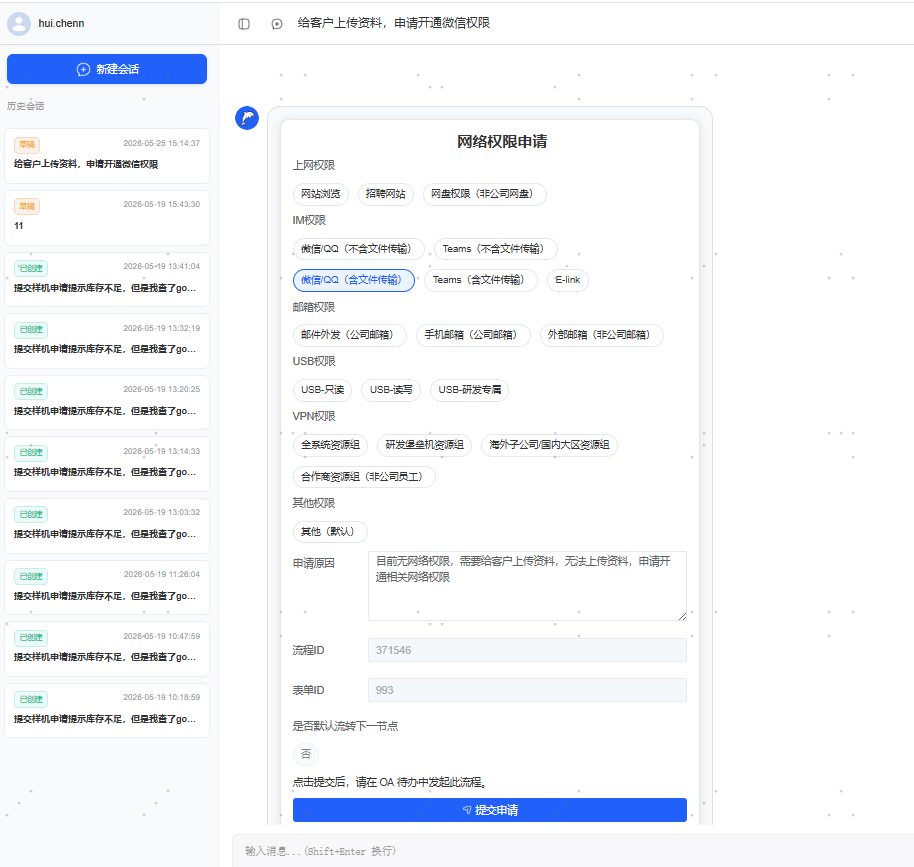 hui.chenn
新建会话
历史会话
草稿
2026-05-25 15:14:37
给客户上传资料，申请开通微信权限
草稿
2026-05-19 15:43:30
11
已创建
2026-05-19 13:41:04
提交样机申请提示库存不足，但是我查了go...
已创建
2026-05-19 13:32:19
提交样机申请提示库存不足，但是我查了go...
已创建
2026-05-19 13:20:25
提交样机申请提示库存不足，但是我查了go...
已创建
2026-05-19 13:14:33
提交样机申请提示库存不足，但是我查了go...
已创建
2026-05-19 13:03:32
提交样机申请提示库存不足，但是我查了go...
已创建
2026-05-19 11:26:04
提交样机申请提示库存不足，但是我查了go...
已创建
2026-05-19 10:47:59
提交样机申请提示库存不足，但是我查了go...
已创建
2026-05-19 10:18:59
提交样机申请提示库存不足，但是我查了go...
给客户上传资料，申请开通微信权限
网络权限申请
上网权限
网站浏览 招聘网站 网盘权限（非公司网盘）
IM权限
微信/QQ（不含文件传输） Teams（不含文件传输）
微信/QQ（含文件传输） Teams（含文件传输） E-link
邮箱权限
邮件外发（公司邮箱） 手机邮箱（公司邮箱） 外部邮箱（非公司邮箱）
USB权限
USB-只读 USB-读写 USB-研发专属
VPN权限
全系统资源组 研发堡垒机资源组 海外子公司/国内大区资源组
合作商资源组（非公司员工）
其他权限
其他（默认）
申请原因
目前无网络权限，需要给客户上传资料，无法上传资料，申请开
通相关网络权限
流程ID 371546
表单ID 993
是否默认流转下一节点
否
点击提交后，请在 OA 待办中发起此流程。
提交申请
输入消息...（Shift+Enter 换行）